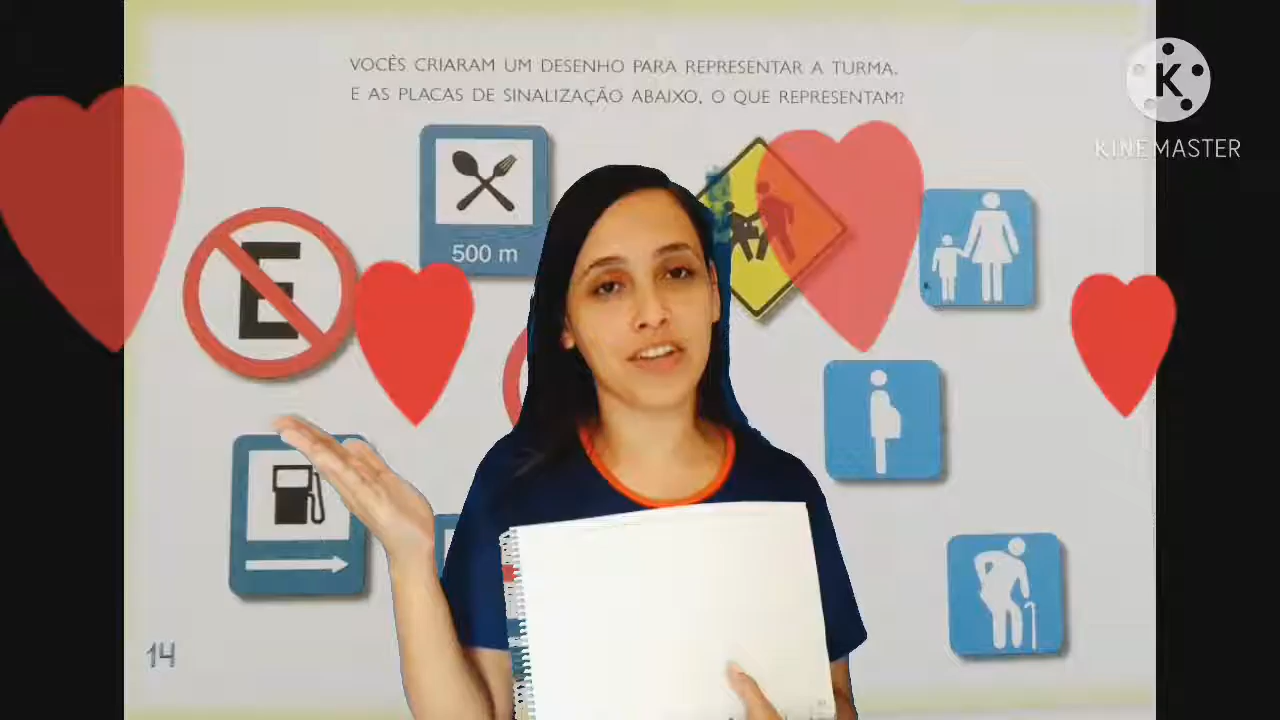 VOCÊS CRIARAM UM DESENHO PARA REPRESENTAR A TURMA.
E AS PLACAS DE SINALIZAÇÃO ABAIXO, O QUE REPRESENTAM?
K
KINEMASTER
500 m
E
14